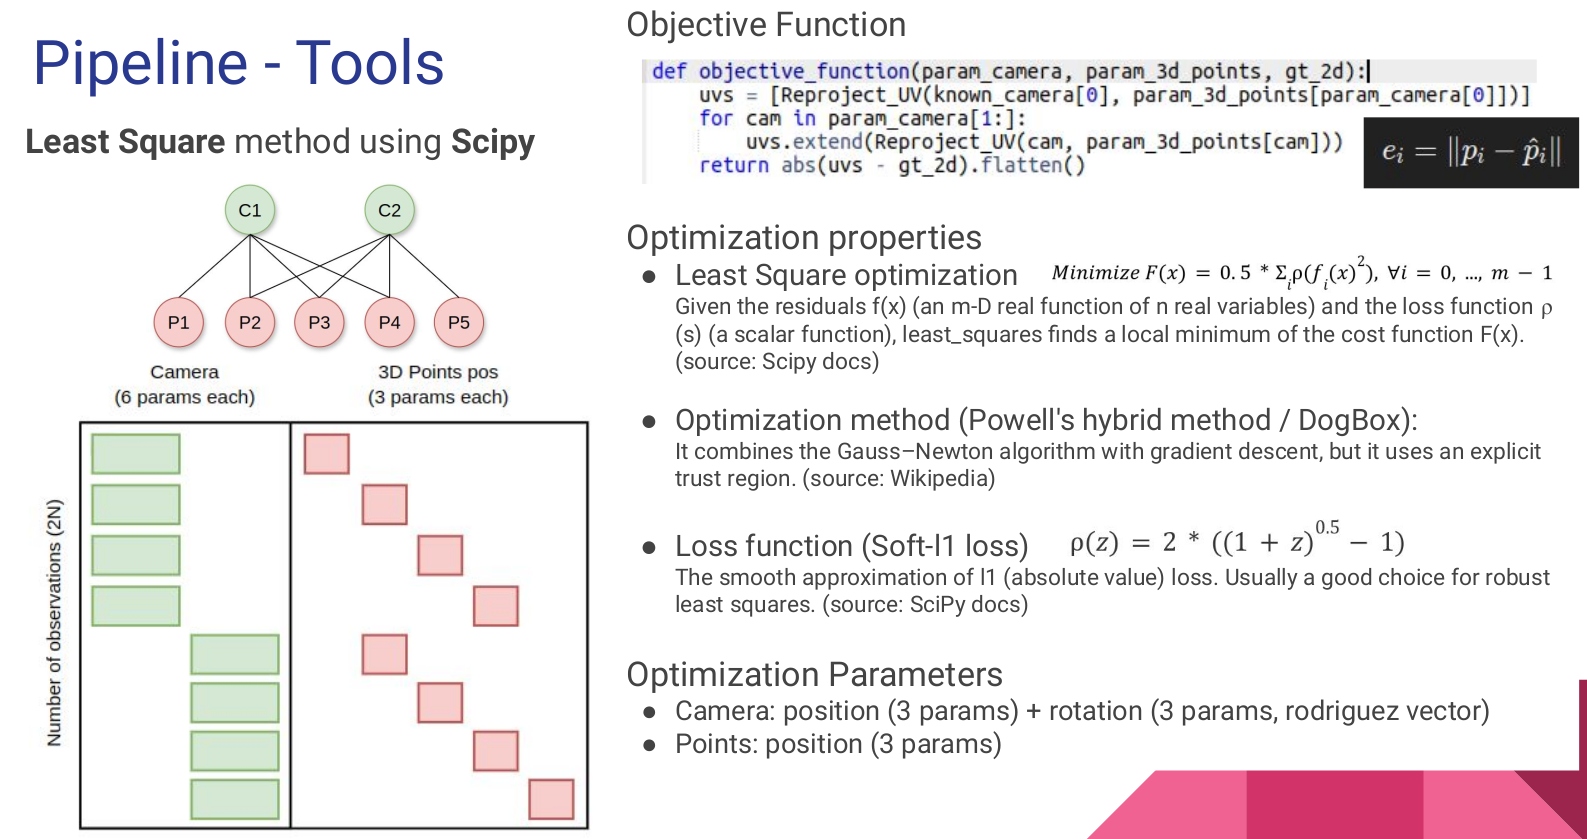 Pipeline - Tools
Least Square method using Scipy
C1 C2
P1 P2 P3 P4 P5
Camera
(6 params each)
3D Points pos
(3 params each)
Number of observations (2N)
Objective Function
def objective_function(param_camera, param_3d_points, gt_2d):
uvs = [Reproject_UV(known_camera[0], param_3d_points[param_camera[0]])]
for cam in param_camera[1:]:
uvs.extend(Reproject_UV(cam, param_3d_points[cam]))
return abs(uvs - gt_2d).flatten()
e_i = ||p_i − p̂_i||
Optimization properties
● Least Square optimization Minimize F(x) = 0.5 * Σ_i ρ(f_i(x)^2), ∀i = 0, ..., m − 1
Given the residuals f(x) (an m-D real function of n real variables) and the loss function ρ
(s) (a scalar function), least_squares finds a local minimum of the cost function F(x).
(source: Scipy docs)
● Optimization method (Powell's hybrid method / DogBox):
It combines the Gauss–Newton algorithm with gradient descent, but it uses an explicit
trust region. (source: Wikipedia)
● Loss function (Soft-l1 loss) ρ(z) = 2 * ((1 + z)^0.5 − 1)
The smooth approximation of l1 (absolute value) loss. Usually a good choice for robust
least squares. (source: SciPy docs)
Optimization Parameters
● Camera: position (3 params) + rotation (3 params, rodriguez vector)
● Points: position (3 params)